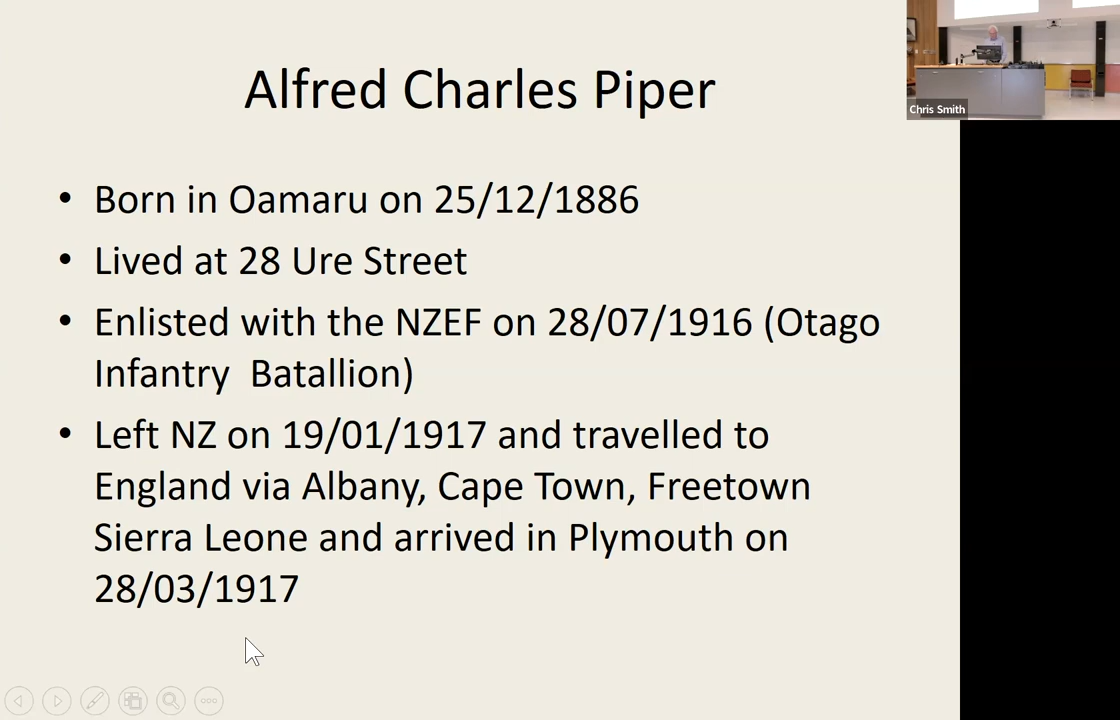 Alfred Charles Piper
• Born in Oamaru on 25/12/1886
• Lived at 28 Ure Street
• Enlisted with the NZEF on 28/07/1916 (Otago
Infantry  Batallion)
• Left NZ on 19/01/1917 and travelled to
England via Albany, Cape Town, Freetown
Sierra Leone and arrived in Plymouth on
28/03/1917
Chris Smith